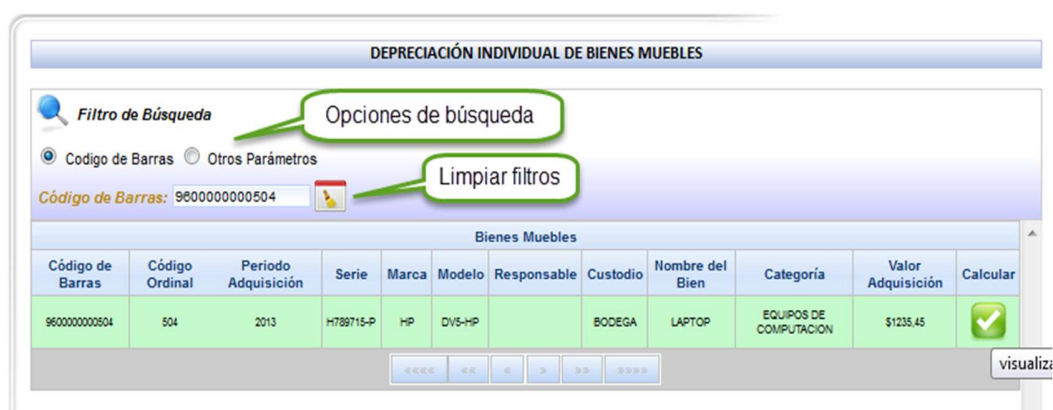 DEPRECIACIÓN INDIVIDUAL DE BIENES MUEBLES
Filtro de Búsqueda
Opciones de búsqueda
Codigo de Barras Otros Parámetros
Limpiar filtros
Código de Barras: 9600000000504
Bienes Muebles
Código de Barras Código Ordinal Periodo Adquisición Serie Marca Modelo Responsable Custodio Nombre del Bien Categoría Valor Adquisición Calcular
9600000000504 504 2013 H789715-P HP DV5-HP BODEGA LAPTOP EQUIPOS DE COMPUTACION $1235,45
«««« «« « » »» »»»»
visualiza